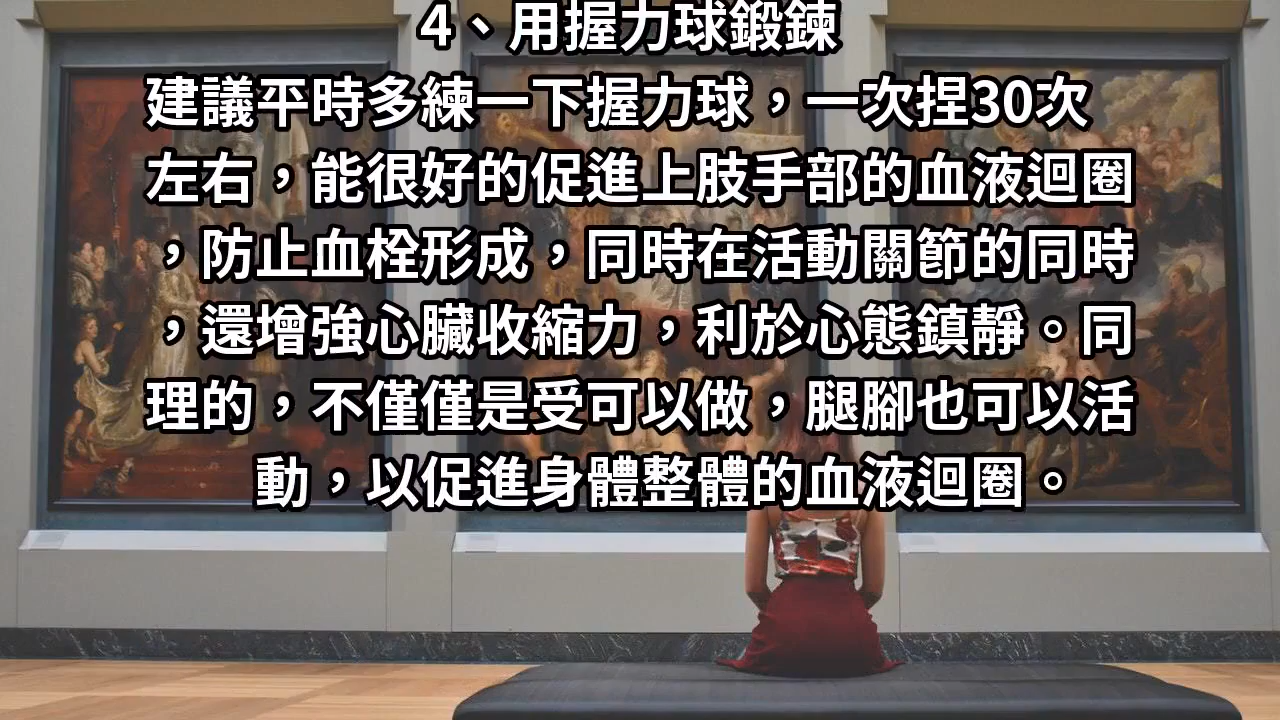 4、用握力球鍛鍊
建議平時多練一下握力球，一次捏30次
左右，能很好的促進上肢手部的血液迴圈
，防止血栓形成，同時在活動關節的同時
，還增強心臟收縮力，利於心態鎮靜。同
理的，不僅僅是受可以做，腿腳也可以活
動，以促進身體整體的血液迴圈。